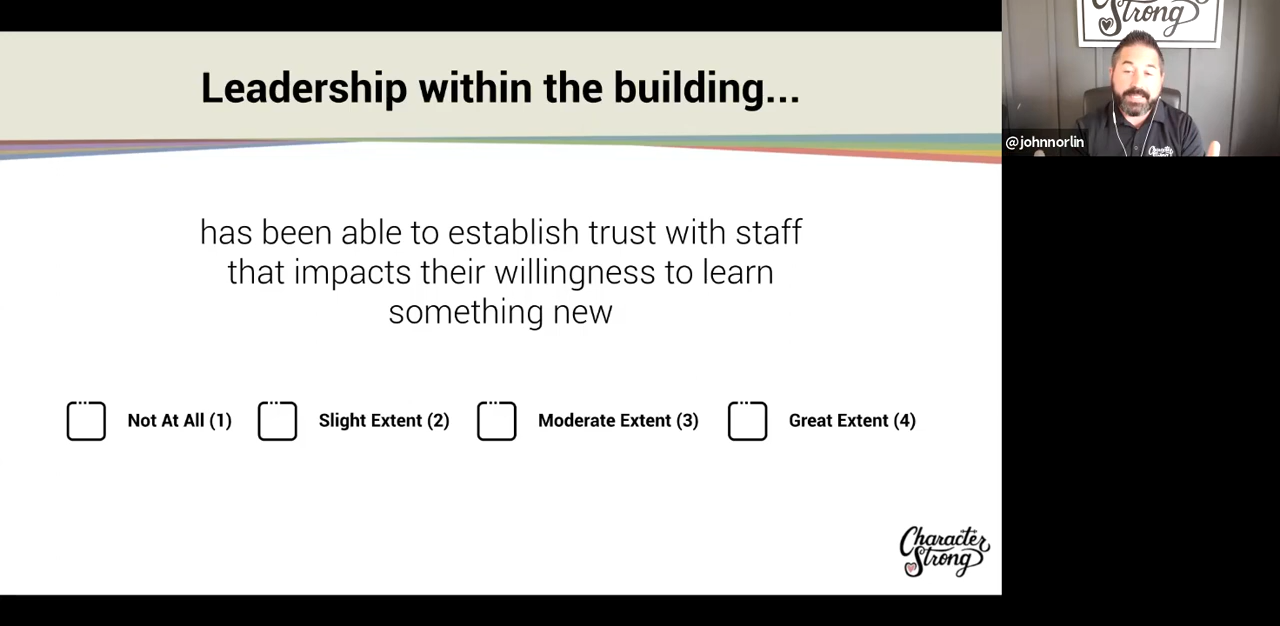 Leadership within the building...
has been able to establish trust with staff
that impacts their willingness to learn
something new
Not At All (1)
Slight Extent (2)
Moderate Extent (3)
Great Extent (4)
Character
Strong
Strong
@johnnorlin